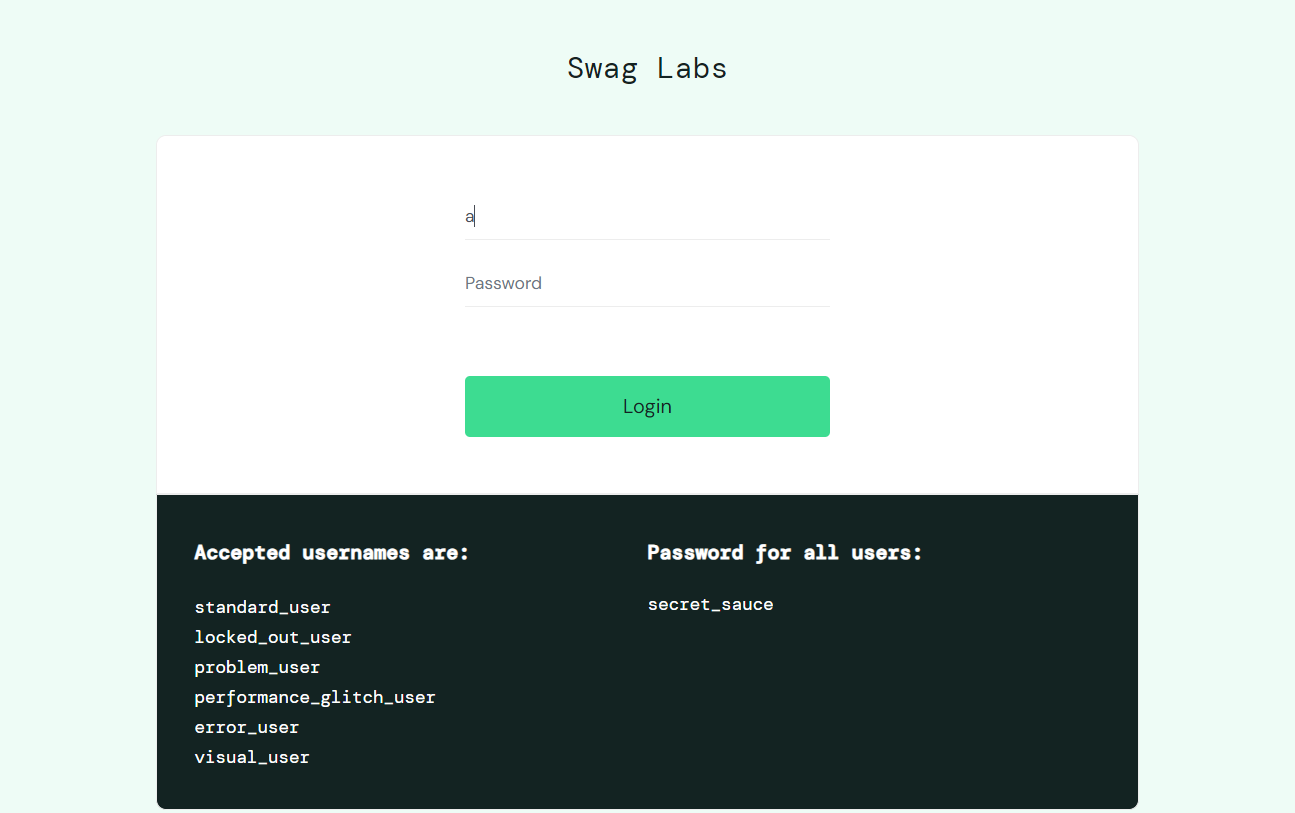 Swag Labs
a
Password
Login
Accepted usernames are:
standard_user
locked_out_user
problem_user
performance_glitch_user
error_user
visual_user
Password for all users:
secret_sauce